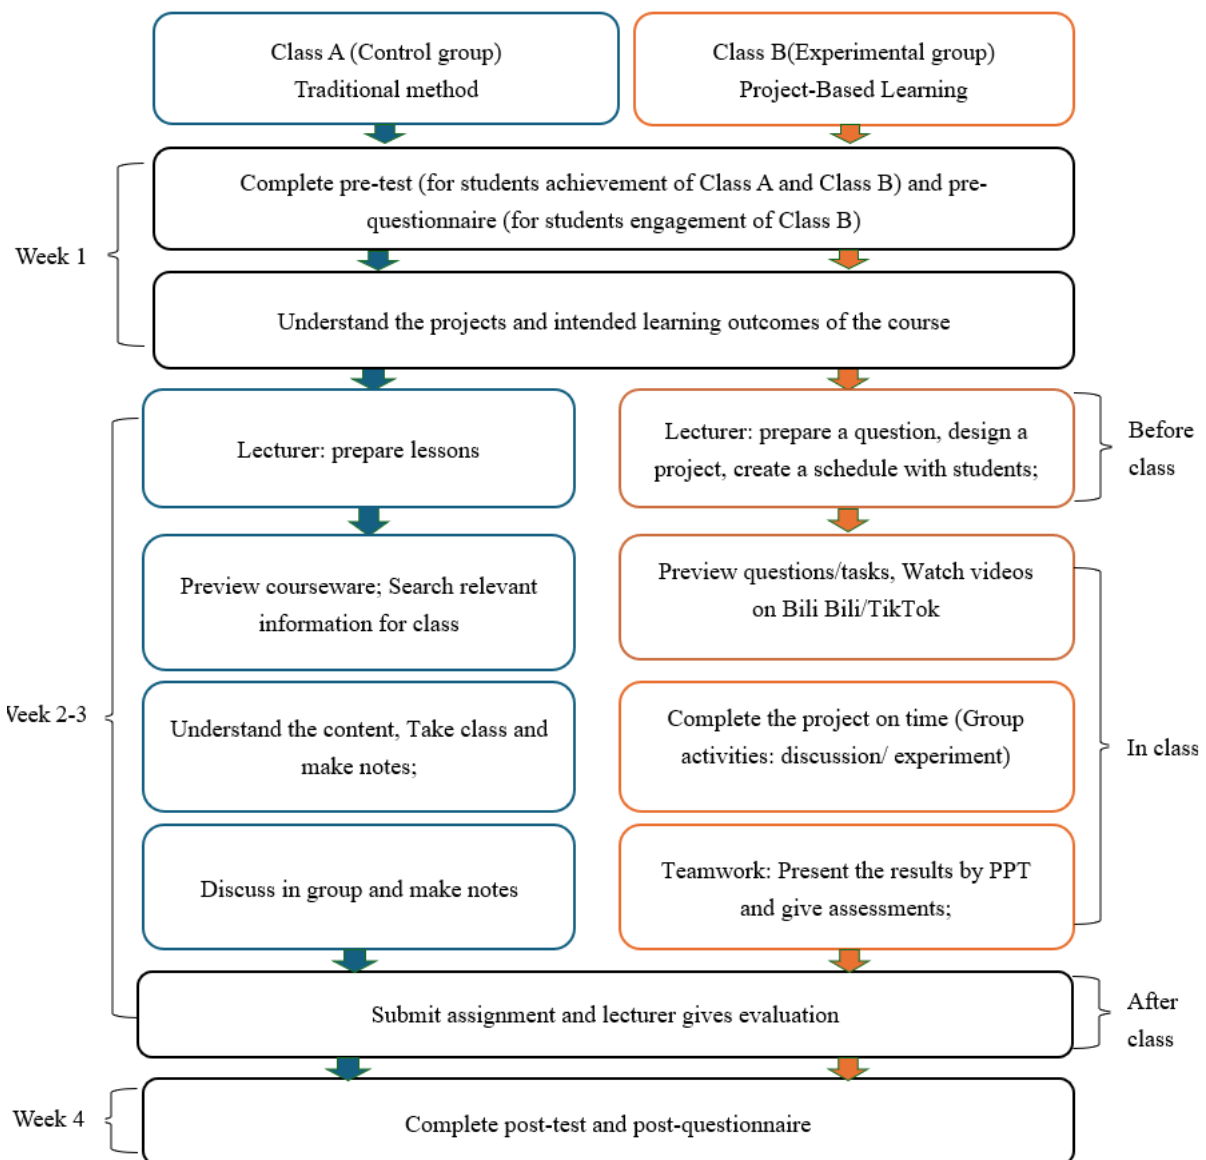 Class A (Control group)
Traditional method
Class B(Experimental group)
Project-Based Learning
Week 1
Complete pre-test (for students achievement of Class A and Class B) and pre-
questionnaire (for students engagement of Class B)
Understand the projects and intended learning outcomes of the course
Lecturer: prepare lessons
Lecturer: prepare a question, design a
project, create a schedule with students;
Before
class
Preview courseware; Search relevant
information for class
Preview questions/tasks, Watch videos
on Bili Bili/TikTok
Week 2-3
Understand the content, Take class and
make notes;
Complete the project on time (Group
activities: discussion/ experiment)
In class
Discuss in group and make notes
Teamwork: Present the results by PPT
and give assessments;
Submit assignment and lecturer gives evaluation
After
class
Week 4
Complete post-test and post-questionnaire